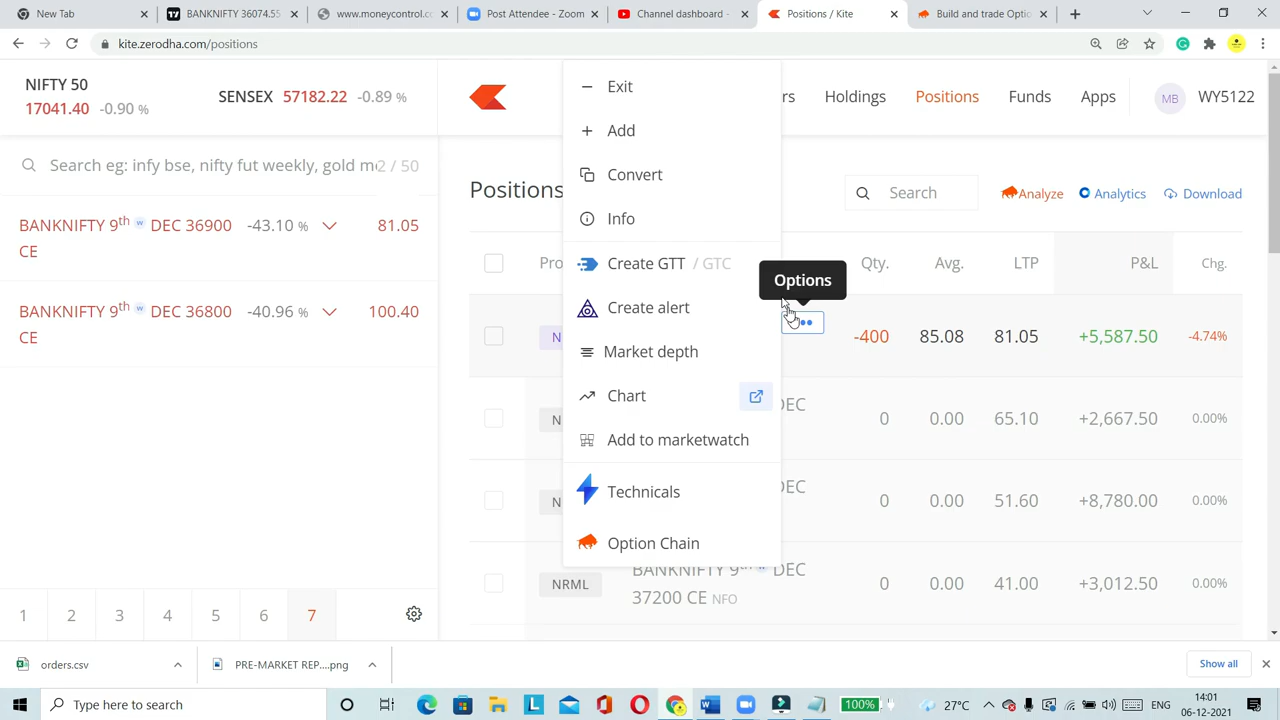 New Tab
BANKNIFTY 36074.55
www.moneycontrol.c
Post Attendee - Zoom
Channel dashboard -
Positions / Kite
Build and trade Optio
kite.zerodha.com/positions
NIFTY 50
17041.40 -0.90 %
SENSEX 57182.22 -0.89 %
rs Holdings Positions Funds Apps MB WY5122
Search eg: infy bse, nifty fut weekly, gold m 2 / 50
BANKNIFTY 9th w DEC 36900 CE -43.10 % 81.05
BANKNIFTY 9th w DEC 36800 CE -40.96 % 100.40
1 2 3 4 5 6 7
Positions
Search Analyze Analytics Download
Exit
Add
Convert
Info
Create GTT / GTC
Create alert
Market depth
Chart
Add to marketwatch
Technicals
Option Chain
Options
Pro Qty. Avg. LTP P&L Chg.
N -400 85.08 81.05 +5,587.50 -4.74%
N DEC 0 0.00 65.10 +2,667.50 0.00%
N DEC 0 0.00 51.60 +8,780.00 0.00%
NRML BANKNIFTY 9th w DEC 37200 CE NFO 0 0.00 41.00 +3,012.50 0.00%
orders.csv
PRE-MARKET REP....png
Show all
Type here to search
100%
27°C
ENG
14:01
06-12-2021